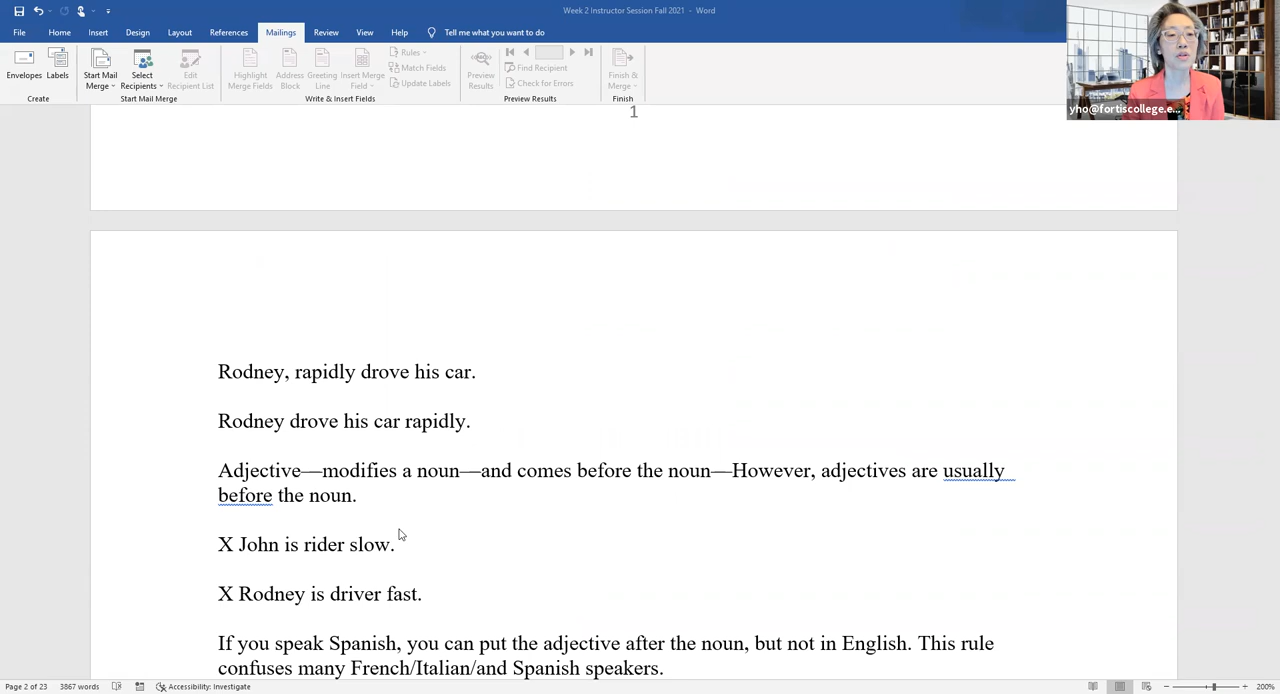 Week 2 Instructor Session Fall 2021 - Word
File Home Insert Design Layout References Mailings Review View Help Tell me what you want to do
Envelopes Labels
Create
Start Mail Merge
Select Recipients
Edit Recipient List
Start Mail Merge
Highlight Merge Fields
Address Block
Greeting Line
Insert Merge Field
Rules
Match Fields
Update Labels
Write & Insert Fields
ABC
Preview Results
Find Recipient
Check for Errors
Preview Results
Finish & Merge
Finish
yho@fortiscollege.e...
1
Rodney, rapidly drove his car.
Rodney drove his car rapidly.
Adjective—modifies a noun—and comes before the noun—However, adjectives are usually
before the noun.
X John is rider slow.
X Rodney is driver fast.
If you speak Spanish, you can put the adjective after the noun, but not in English. This rule
confuses many French/Italian/and Spanish speakers.
Page 2 of 23 3867 words Accessibility: Investigate 200%